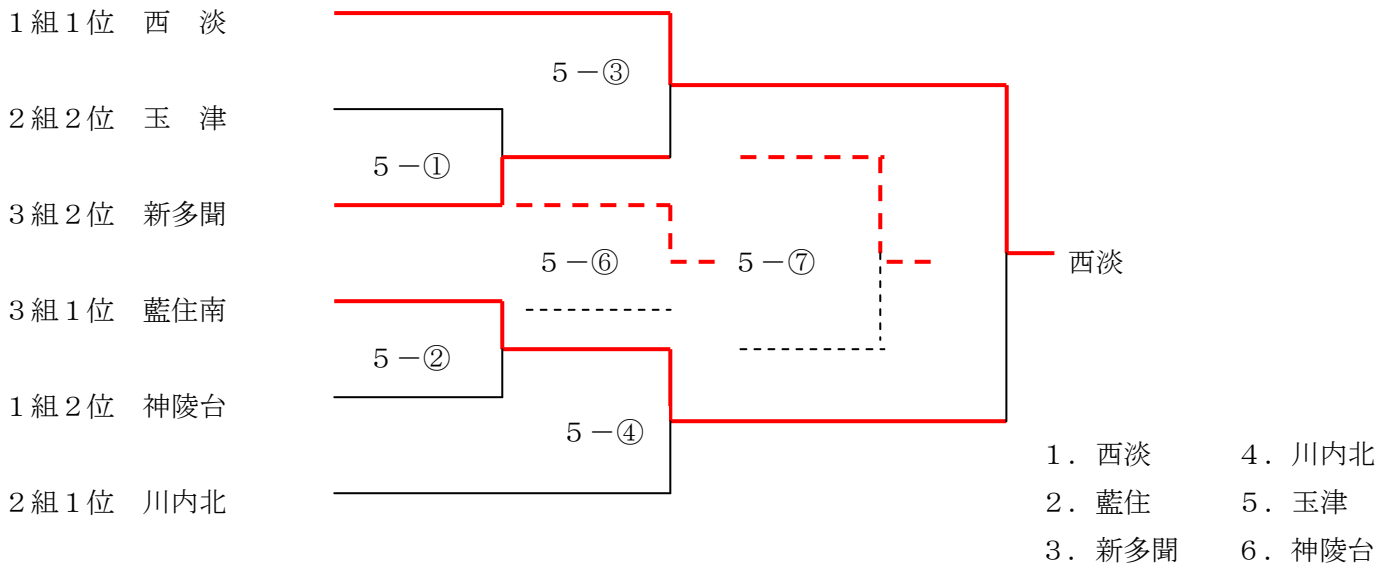 １組１位　西　淡
５－③
２組２位　玉　津
５－①
３組２位　新多聞
５－⑥
５－⑦
西淡
３組１位　藍住南
５－②
１組２位　神陵台
５－④
２組１位　川内北
１．西淡　　４．川内北
２．藍住　　５．玉津
３．新多聞　６．神陵台